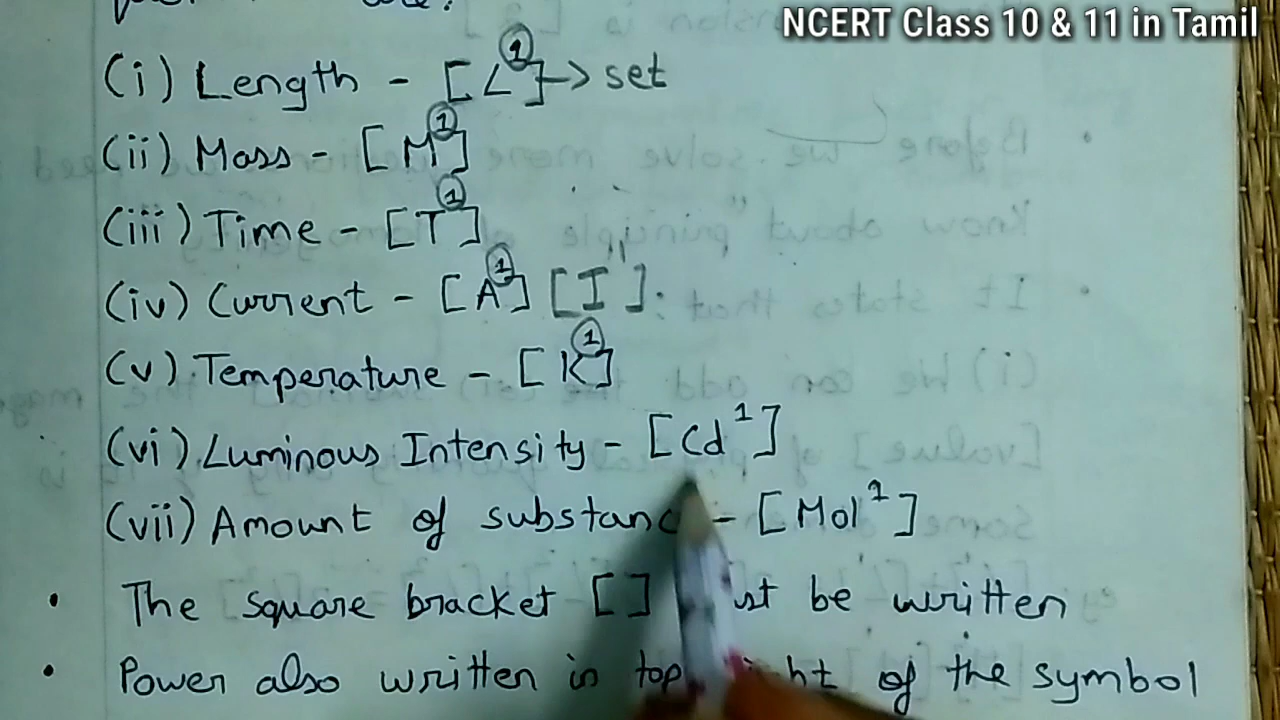 NCERT Class 10 & 11 in Tamil
(i) Length - [L¹] → set
(ii) Mass - [M¹]
(iii) Time - [T¹]
(iv) Current - [A¹] [I]
(v) Temperature - [K¹]
(vi) Luminous Intensity - [Cd¹]
(vii) Amount of substanc - [Mol¹]
• The square bracket [ ] be written
• Power also written in top of the symbol